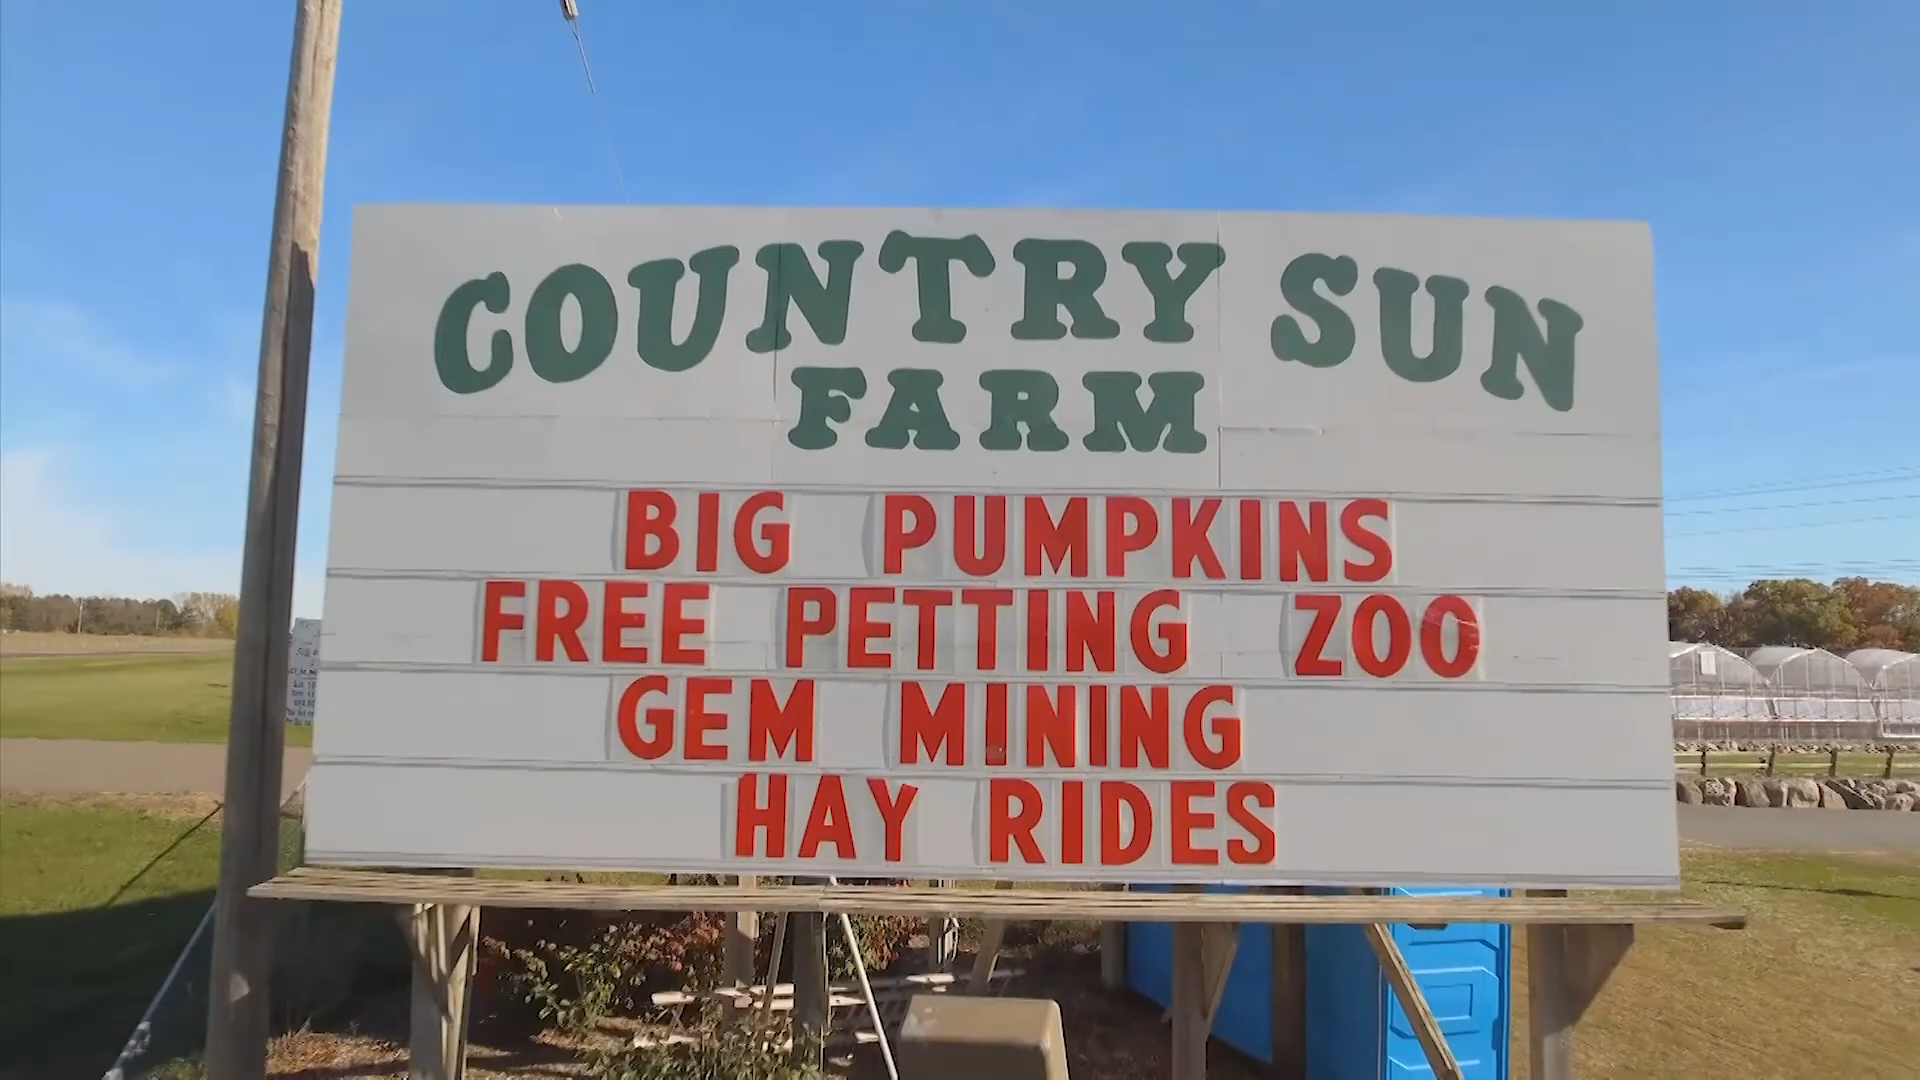 COUNTRY SUN
FARM
BIG PUMPKINS
FREE PETTING ZOO
GEM MINING
HAY RIDES